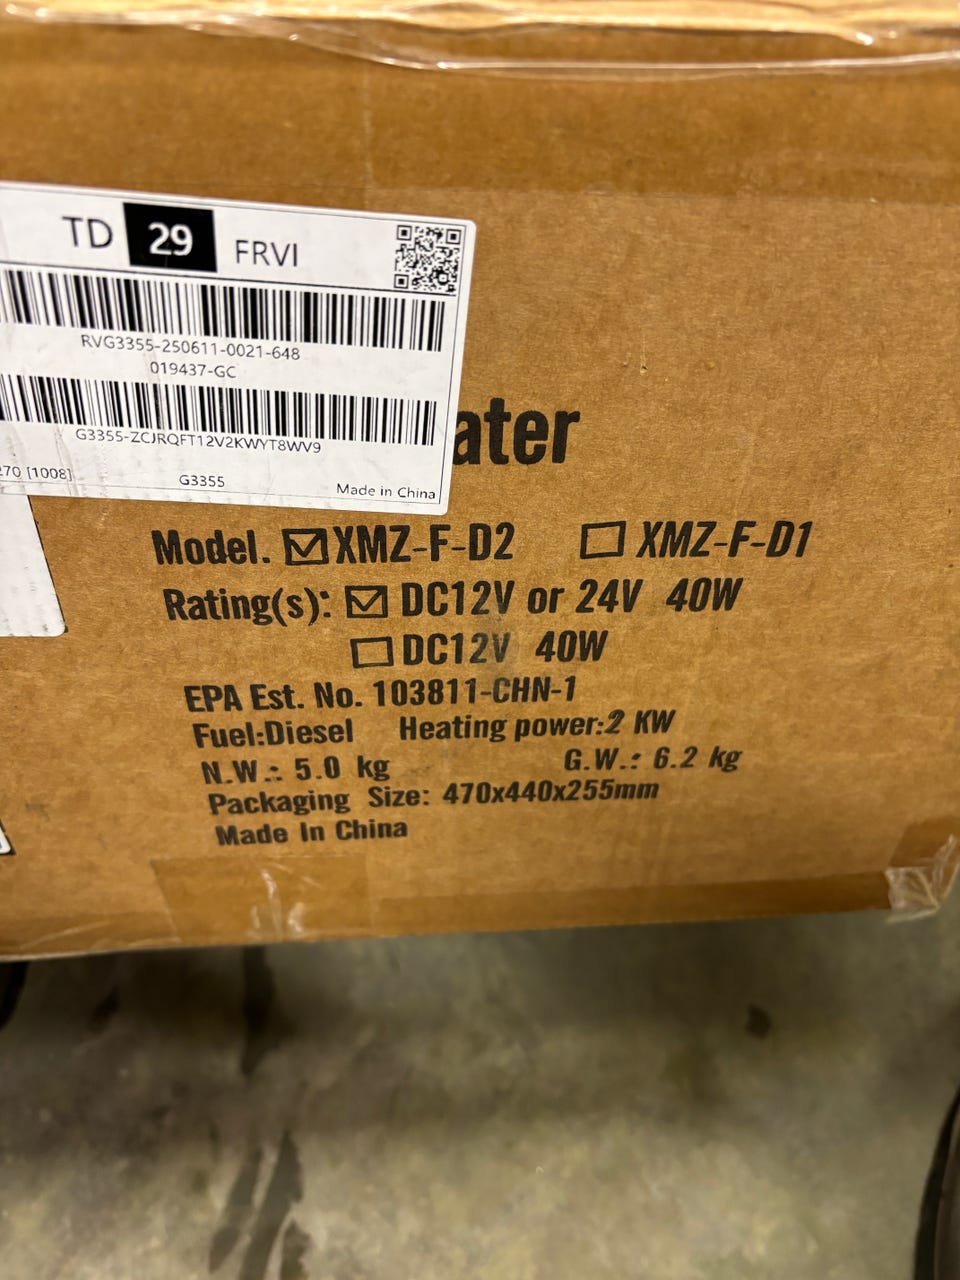 TD 29 FRVI
RVG3355-250611-0021-648
019437-GC
G3355-ZCJRQFT12V2KWYT8WV9
270 [1008]
G3355
Made in China
ater
Model. ☑XMZ-F-D2 ☐XMZ-F-D1
Rating(s): ☑DC12V or 24V 40W
☐DC12V 40W
EPA Est. No. 103811-CHN-1
Fuel:Diesel Heating power:2 KW
N.W.: 5.0 kg G.W.: 6.2 kg
Packaging Size: 470x440x255mm
Made In China